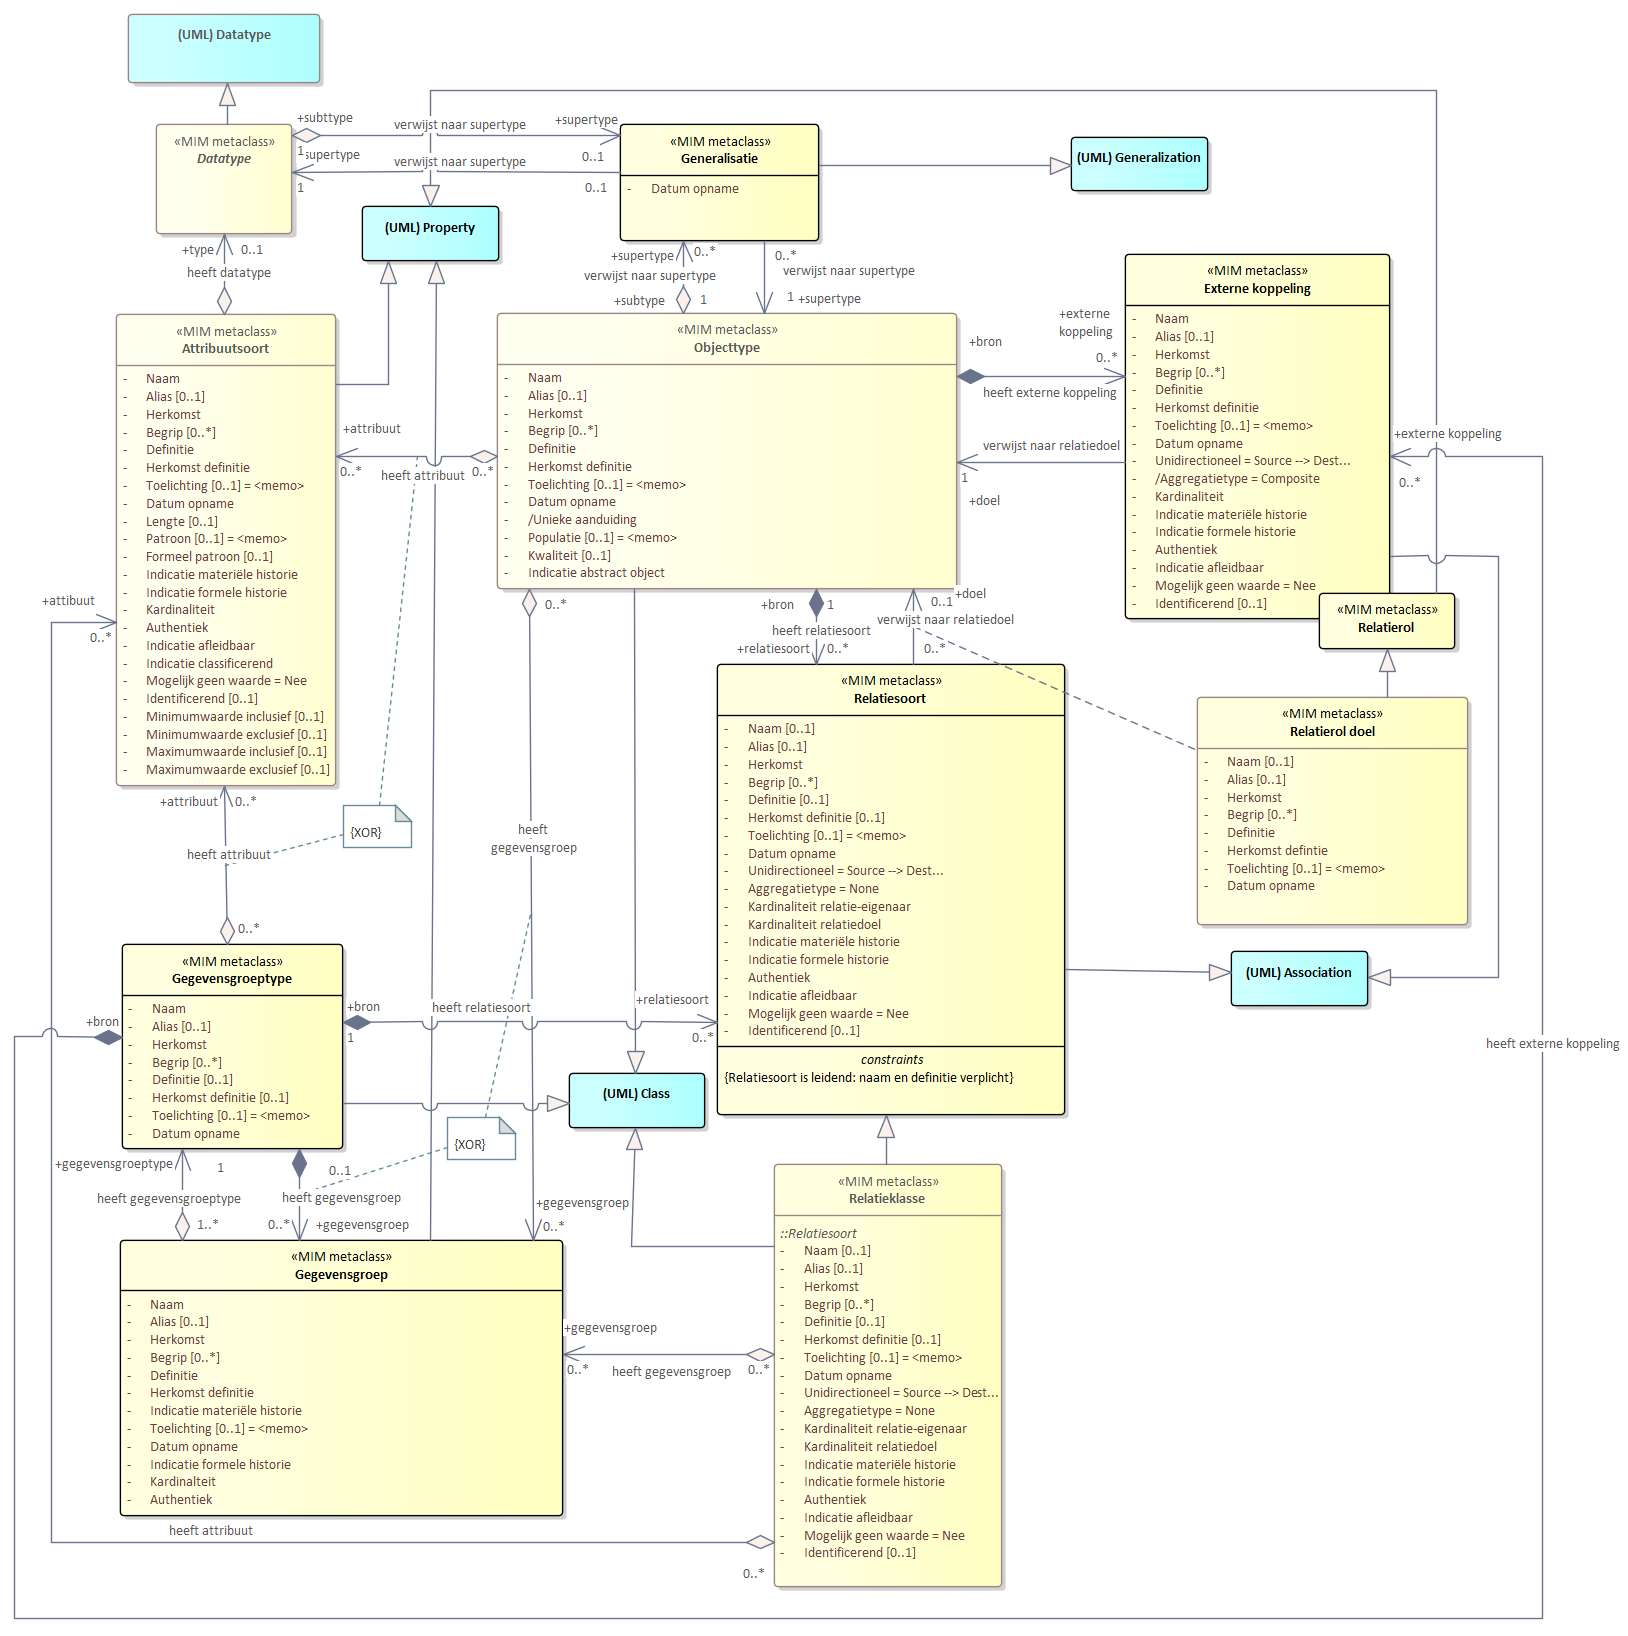 (UML) Datatype
«MIM metaclass»
Datatype
+subttype
verwijst naar supertype
+supertype
1
0..1
supertype
verwijst naar supertype
1
0..1
«MIM metaclass»
Generalisatie
- Datum opname
(UML) Generalization
(UML) Property
+type
0..1
heeft datatype
+supertype
0..*
verwijst naar supertype
+subtype
1
0..*
verwijst naar supertype
1
+supertype
«MIM metaclass»
Attribuutsoort
- Naam
- Alias [0..1]
- Herkomst
- Begrip [0..*]
- Definitie
- Herkomst definitie
- Toelichting [0..1] = <memo>
- Datum opname
- Lengte [0..1]
- Patroon [0..1] = <memo>
- Formeel patroon [0..1]
- Indicatie materiële historie
- Indicatie formele historie
- Kardinaliteit
- Authentiek
- Indicatie afleidbaar
- Indicatie classificerend
- Mogelijk geen waarde = Nee
- Identificerend [0..1]
- Minimumwaarde inclusief [0..1]
- Minimumwaarde exclusief [0..1]
- Maximumwaarde inclusief [0..1]
- Maximumwaarde exclusief [0..1]
+attribuut
0..*
heeft attribuut
0..*
«MIM metaclass»
Objecttype
- Naam
- Alias [0..1]
- Herkomst
- Begrip [0..*]
- Definitie
- Herkomst definitie
- Toelichting [0..1] = <memo>
- Datum opname
- /Unieke aanduiding
- Populatie [0..1] = <memo>
- Kwaliteit [0..1]
- Indicatie abstract object
+bron
+externe
koppeling
0..*
heeft externe koppeling
verwijst naar relatiedoel
1
+doel
«MIM metaclass»
Externe koppeling
- Naam
- Alias [0..1]
- Herkomst
- Begrip [0..*]
- Definitie
- Herkomst definitie
- Toelichting [0..1] = <memo>
- Datum opname
- Unidirectioneel = Source --> Dest...
- /Aggregatietype = Composite
- Kardinaliteit
- Indicatie materiële historie
- Indicatie formele historie
- Authentiek
- Indicatie afleidbaar
- Mogelijk geen waarde = Nee
- Identificerend [0..1]
+externe koppeling
0..*
«MIM metaclass»
Relatierol
«MIM metaclass»
Relatierol doel
- Naam [0..1]
- Alias [0..1]
- Herkomst
- Begrip [0..*]
- Definitie
- Herkomst defintie
- Toelichting [0..1] = <memo>
- Datum opname
+attibuut
0..*
0..*
+bron
1
heeft relatiesoort
+relatiesoort
0..*
0..1
+doel
verwijst naar relatiedoel
0..*
«MIM metaclass»
Relatiesoort
- Naam [0..1]
- Alias [0..1]
- Herkomst
- Begrip [0..*]
- Definitie [0..1]
- Herkomst definitie [0..1]
- Toelichting [0..1] = <memo>
- Datum opname
- Unidirectioneel = Source --> Dest...
- Aggregatietype = None
- Kardinaliteit relatie-eigenaar
- Kardinaliteit relatiedoel
- Indicatie materiële historie
- Indicatie formele historie
- Authentiek
- Indicatie afleidbaar
- Mogelijk geen waarde = Nee
- Identificerend [0..1]
constraints
{Relatiesoort is leidend: naam en definitie verplicht}
+attribuut
0..*
{XOR}
heeft attribuut
0..*
heeft
gegevensgroep
(UML) Association
«MIM metaclass»
Gegevensgroeptype
- Naam
- Alias [0..1]
- Herkomst
- Begrip [0..*]
- Definitie [0..1]
- Herkomst definitie [0..1]
- Toelichting [0..1] = <memo>
- Datum opname
+bron
+bron
1
heeft relatiesoort
+relatiesoort
0..*
heeft externe koppeling
(UML) Class
{XOR}
+gegevensgroeptype
1
heeft gegevensgroeptype
1..*
0..1
heeft gegevensgroep
0..*
+gegevensgroep
+gegevensgroep
0..*
«MIM metaclass»
Gegevensgroep
- Naam
- Alias [0..1]
- Herkomst
- Begrip [0..*]
- Definitie
- Herkomst definitie
- Indicatie materiële historie
- Toelichting [0..1] = <memo>
- Datum opname
- Indicatie formele historie
- Kardinalteit
- Authentiek
+gegevensgroep
0..*
heeft gegevensgroep
0..*
«MIM metaclass»
Relatieklasse
::Relatiesoort
- Naam [0..1]
- Alias [0..1]
- Herkomst
- Begrip [0..*]
- Definitie [0..1]
- Herkomst definitie [0..1]
- Toelichting [0..1] = <memo>
- Datum opname
- Unidirectioneel = Source --> Dest...
- Aggregatietype = None
- Kardinaliteit relatie-eigenaar
- Kardinaliteit relatiedoel
- Indicatie materiële historie
- Indicatie formele historie
- Authentiek
- Indicatie afleidbaar
- Mogelijk geen waarde = Nee
- Identificerend [0..1]
heeft attribuut
0..*